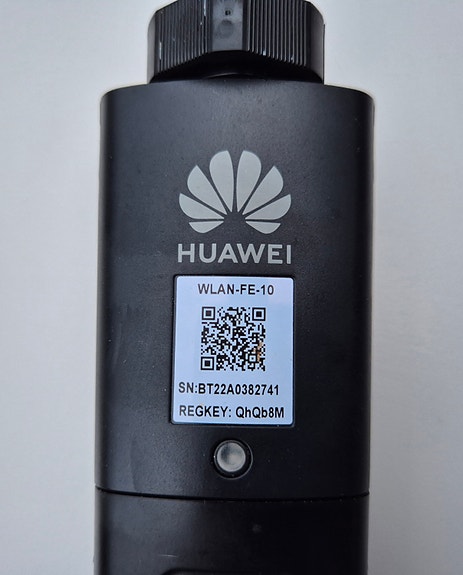 HUAWEI
WLAN-FE-10
SN:BT22A0382741
REGKEY: QhQb8M